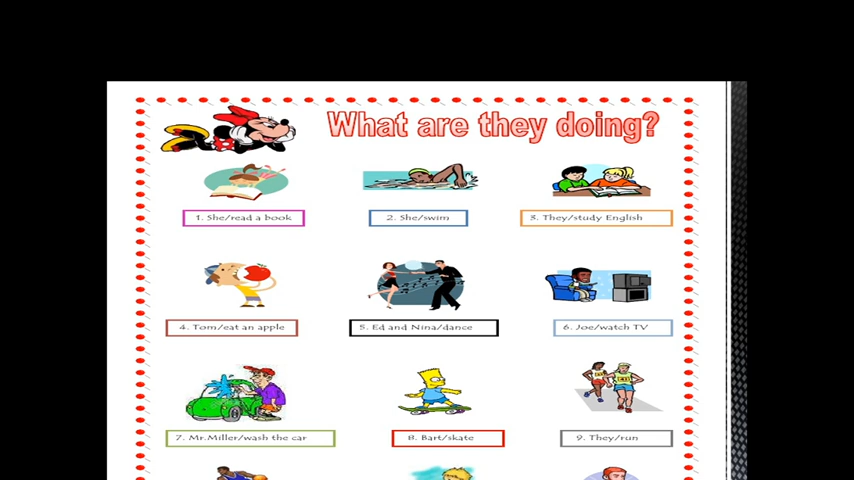 What are they doing?
1. She/read a book
2. She/swim
3. They/study English
4. Tom/eat an apple
5. Ed and Nina/dance
6. Joe/watch TV
7. Mr.Miller/wash the car
8. Bart/skate
9. They/run